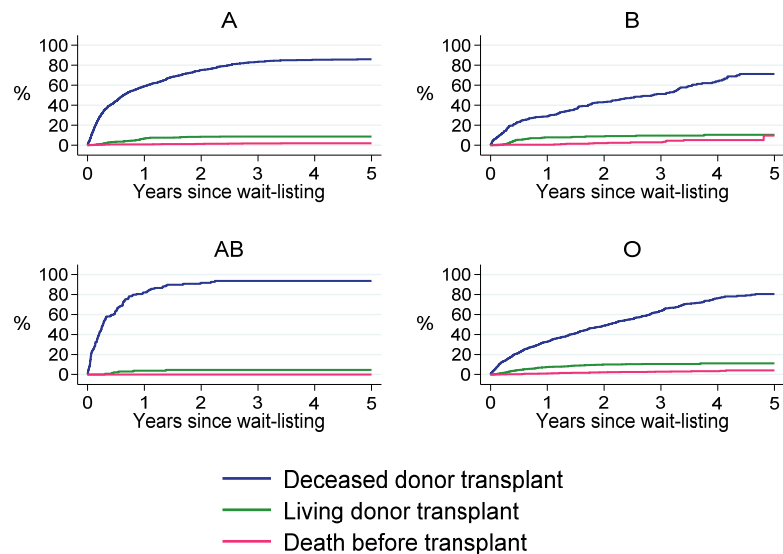 A
B
100
80
60
40
20
0
%
0 1 2 3 4 5
Years since wait-listing
100
80
60
40
20
0
%
0 1 2 3 4 5
Years since wait-listing
AB
O
100
80
60
40
20
0
%
0 1 2 3 4 5
Years since wait-listing
100
80
60
40
20
0
%
0 1 2 3 4 5
Years since wait-listing
Deceased donor transplant
Living donor transplant
Death before transplant